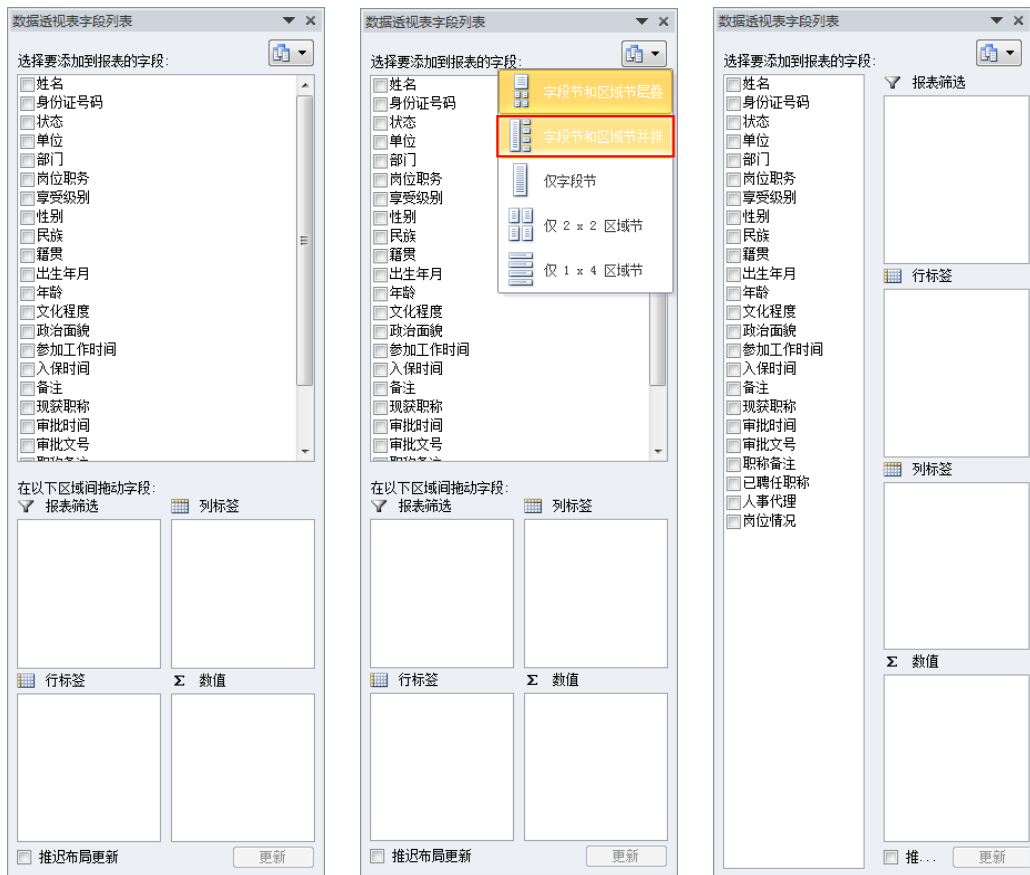 数据透视表字段列表
选择要添加到报表的字段:
姓名
身份证号码
状态
单位
部门
岗位职务
享受级别
性别
民族
籍贯
出生年月
年龄
文化程度
政治面貌
参加工作时间
入保时间
备注
现获职称
审批时间
审批文号
职称备注
在以下区域间拖动字段:
报表筛选
列标签
行标签
Σ 数值
推迟布局更新
更新
数据透视表字段列表
选择要添加到报表的字段:
字段节和区域节层叠
字段节和区域节并排
仅字段节
仅 2 x 2 区域节
仅 1 x 4 区域节
姓名
身份证号码
状态
单位
部门
岗位职务
享受级别
性别
民族
籍贯
出生年月
年龄
文化程度
政治面貌
参加工作时间
入保时间
备注
现获职称
审批时间
审批文号
职称备注
在以下区域间拖动字段:
报表筛选
列标签
行标签
Σ 数值
推迟布局更新
更新
数据透视表字段列表
选择要添加到报表的字段:
姓名
身份证号码
状态
单位
部门
岗位职务
享受级别
性别
民族
籍贯
出生年月
年龄
文化程度
政治面貌
参加工作时间
入保时间
备注
现获职称
审批时间
审批文号
职称备注
已聘任职称
人事代理
岗位情况
报表筛选
行标签
列标签
Σ 数值
推...
更新